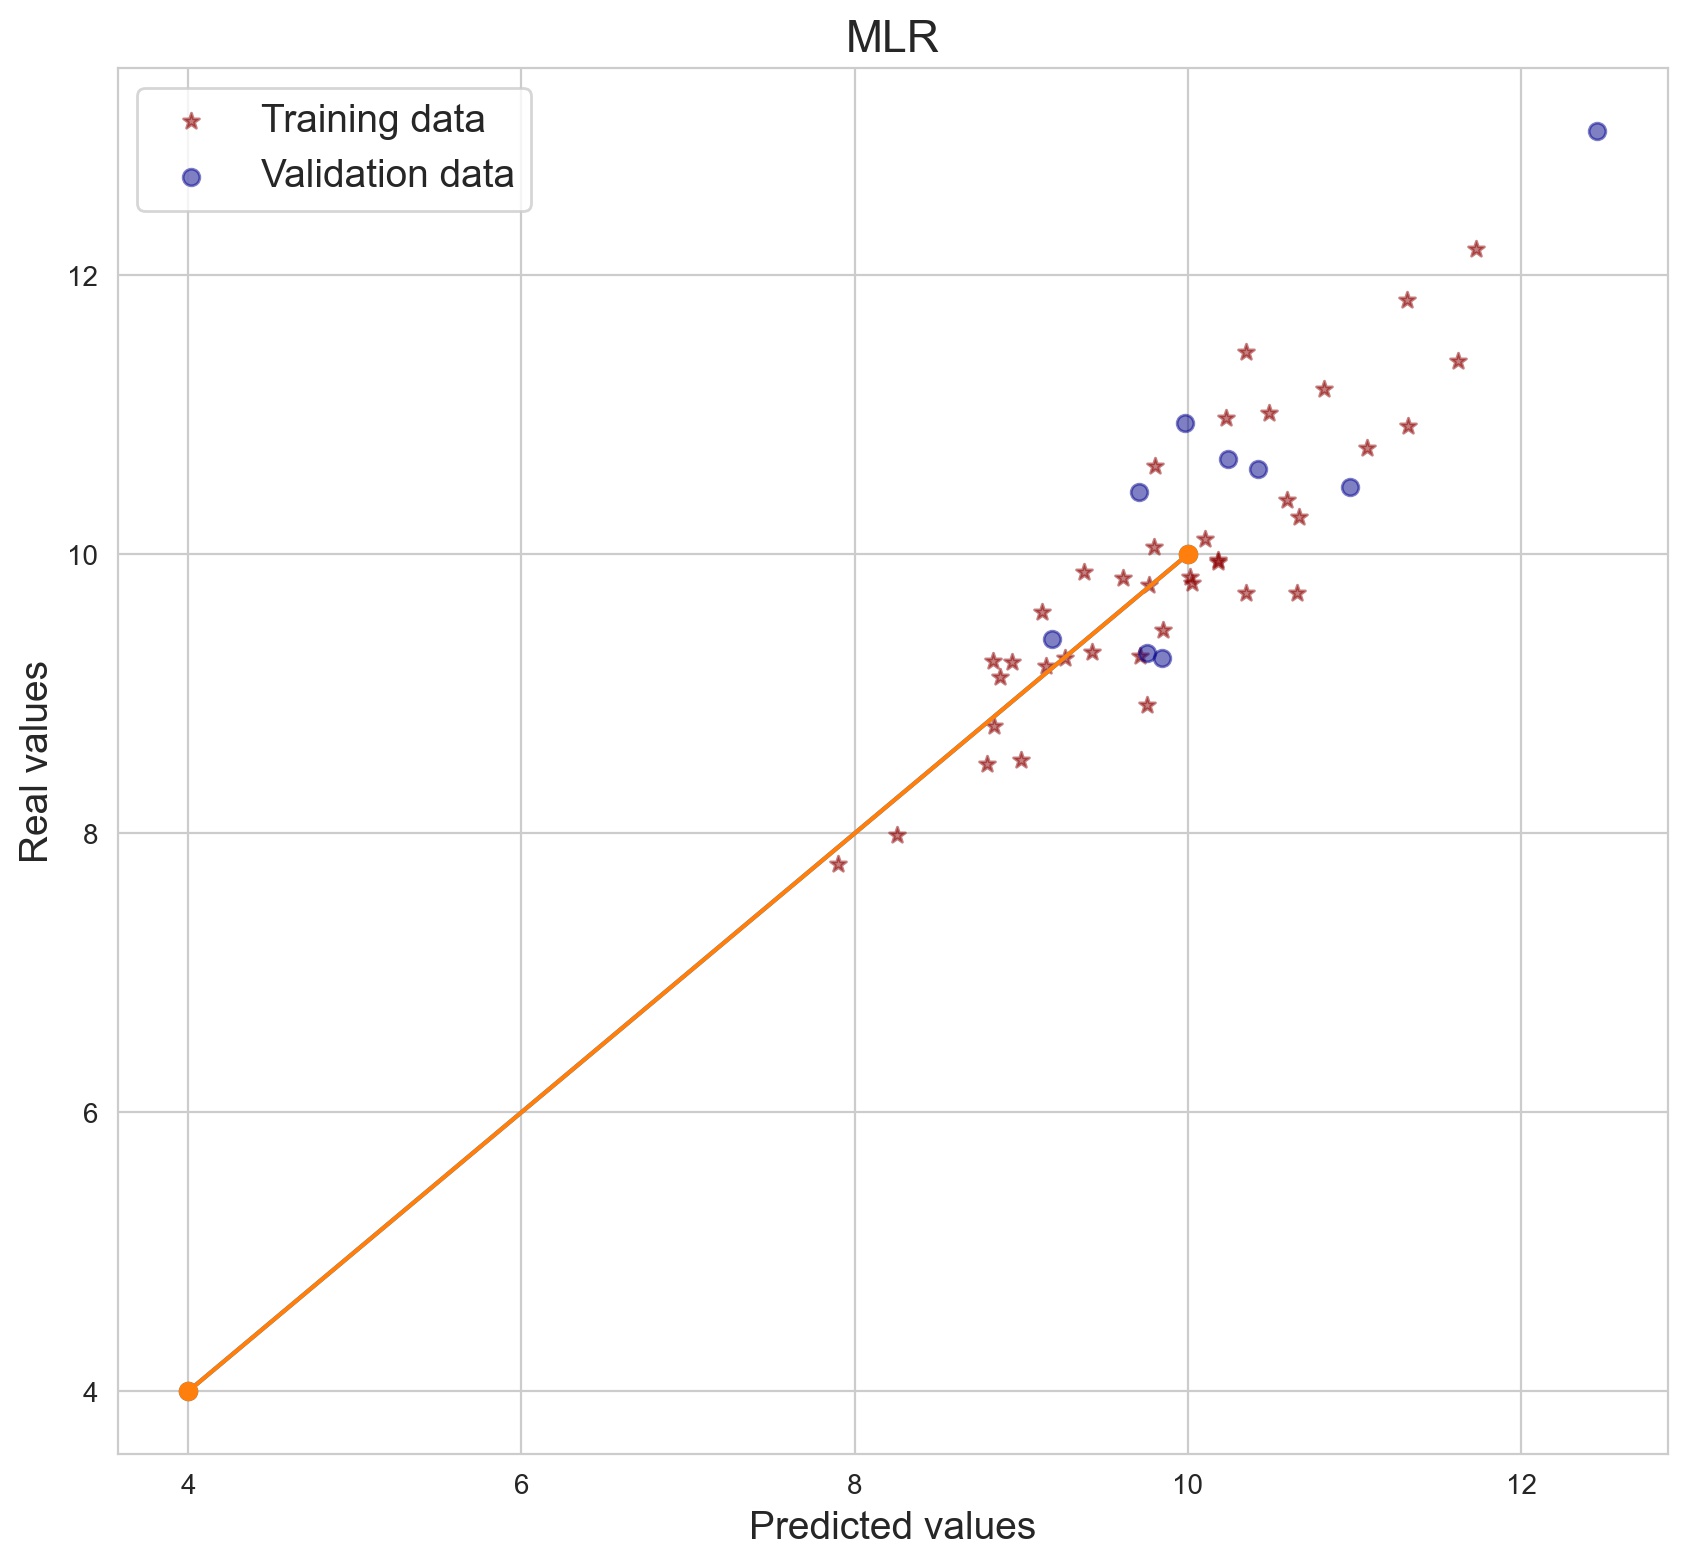 MLR
Training data
Validation data
12
10
8
6
4
Real values
4 6 8 10 12
Predicted values